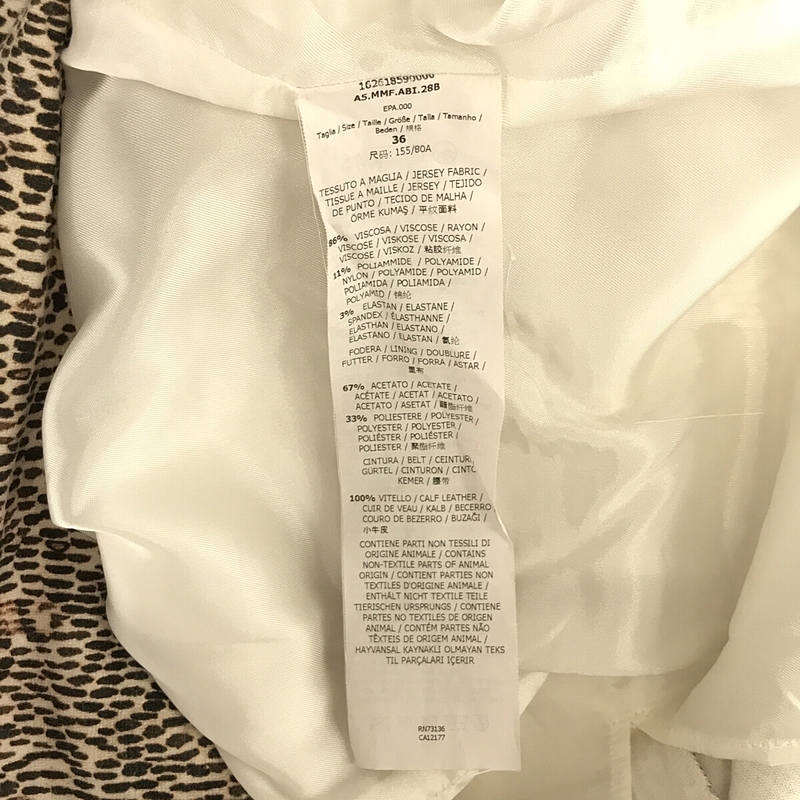 162618590000
A5.MMF.ABI.28B
EPA.000
Taglia / Size / Taille / Größe / Talla / Tamanho /
Beden / 规格
36
尺码: 155/80A
TESSUTO A MAGLIA / JERSEY FABRIC /
TISSUE A MAILLE / JERSEY / TEJIDO
DE PUNTO / TECIDO DE MALHA /
ÖRME KUMAŞ / 平纹面料
86% VISCOSA / VISCOSE / RAYON /
VISCOSE / VISKOSE / VISCOSA /
VISCOSE / VISKOZ / 粘胶纤维
11% POLIAMMIDE / POLYAMIDE /
NYLON / POLYAMIDE / POLYAMID /
POLIAMIDA / POLIAMIDA /
POLYAMID / 锦纶
3% ELASTAN / ELASTANE /
SPANDEX / ÉLASTHANNE /
ELASTHAN / ELASTANO /
ELASTANO / ELASTAN / 氨纶
FODERA / LINING / DOUBLURE /
FUTTER / FORRO / FORRA / ASTAR /
里布
67% ACETATO / ACETATE /
ACÉTATE / ACETAT / ACETATO /
ACETATO / ASETAT / 醋酯纤维
33% POLIESTERE / POLYESTER /
POLYESTER / POLYESTER /
POLIÉSTER / POLIÉSTER /
POLIESTER / 聚酯纤维
CINTURA / BELT / CEINTUR
GÜRTEL / CINTURON / CINTO
KEMER / 腰带
100% VITELLO / CALF LEATHER /
CUIR DE VEAU / KALB / BECERRO
COURO DE BEZERRO / BUZAĞI /
小牛皮
CONTIENE PARTI NON TESSILI DI
ORIGINE ANIMALE / CONTAINS
NON-TEXTILE PARTS OF ANIMAL
ORIGIN / CONTIENT PARTIES NON
TEXTILES D'ORIGINE ANIMALE /
ENTHÄLT NICHT TEXTILE TEILE
TIERISCHEN URSPRUNGS / CONTIENE
PARTES NO TEXTILES DE ORIGEN
ANIMAL / CONTÉM PARTES NÃO
TÊXTEIS DE ORIGEM ANIMAL /
HAYVANSAL KAYNAKLI OLMAYAN TEKS
TIL PARÇALARI İÇERIR
RN73136
CA12177